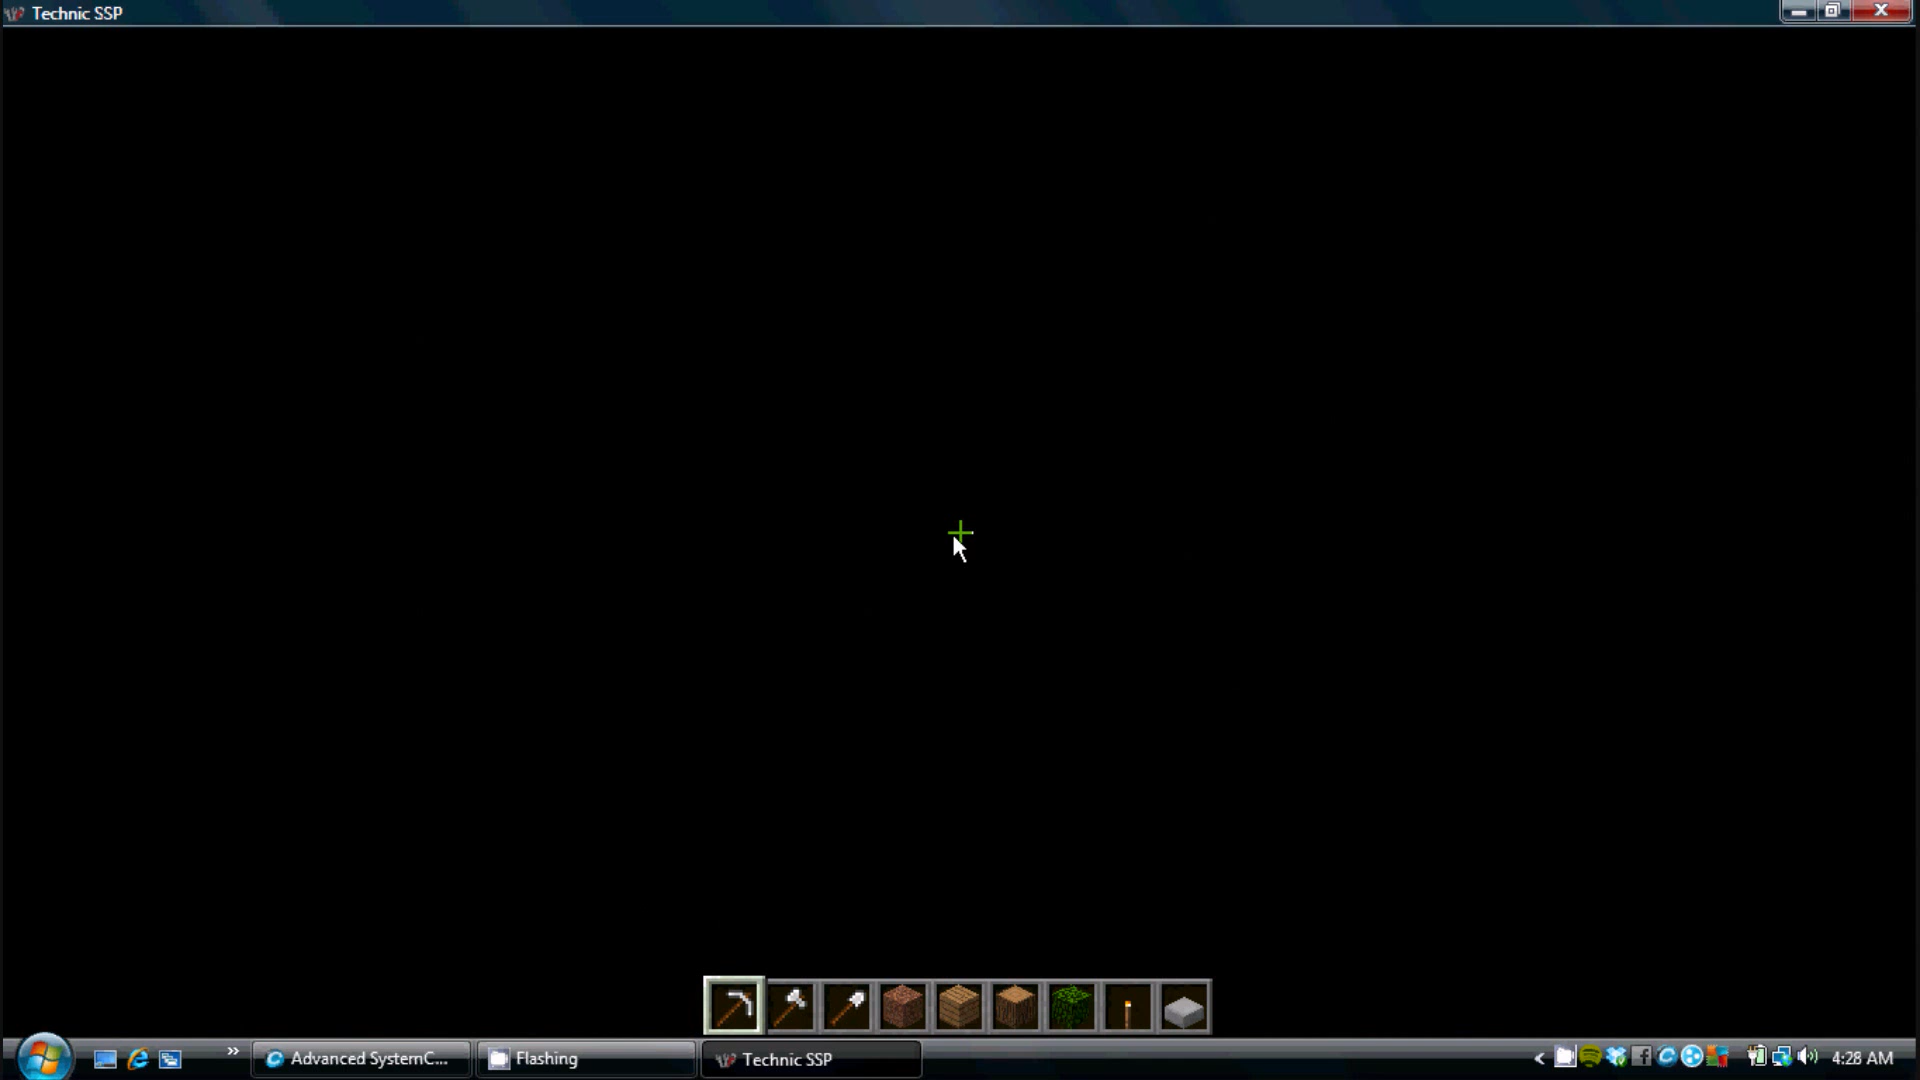 Technic SSP
Advanced SystemC...
Flashing
Technic SSP
4:28 AM